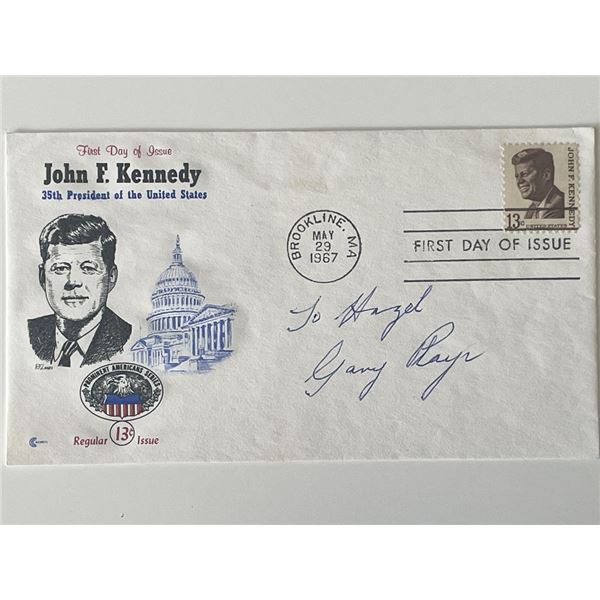 First Day of Issue
John F. Kennedy
35th President of the United States
PROMINENT AMERICANS SERIES
Regular 13c Issue
BROOKLINE, MA
MAY
29
1967
FIRST DAY OF ISSUE
13c
JOHN F. KENNEDY
UNITED STATES
To Hazel
Gary Playr